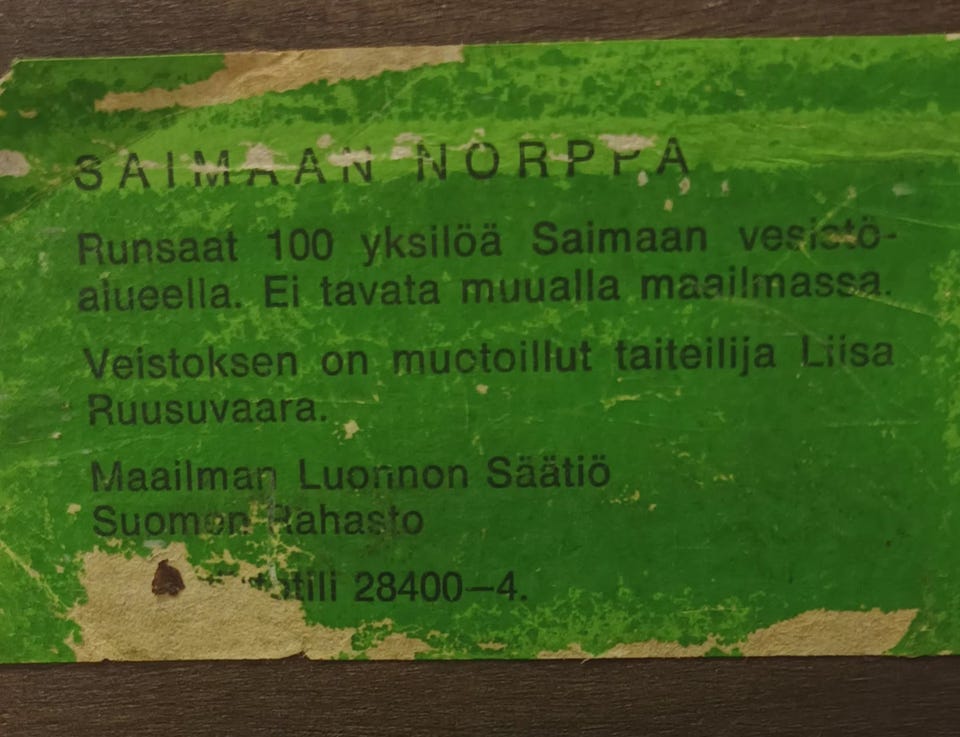 SAIMAAN NORPPA
Runsaat 100 yksilöä Saimaan vesistö-
alueella. Ei tavata muualla maailmassa.
Veistoksen on muotoillut taiteilija Liisa
Ruusuvaara.
Maailman Luonnon Säätiö
Suomen Rahasto
28400—4.